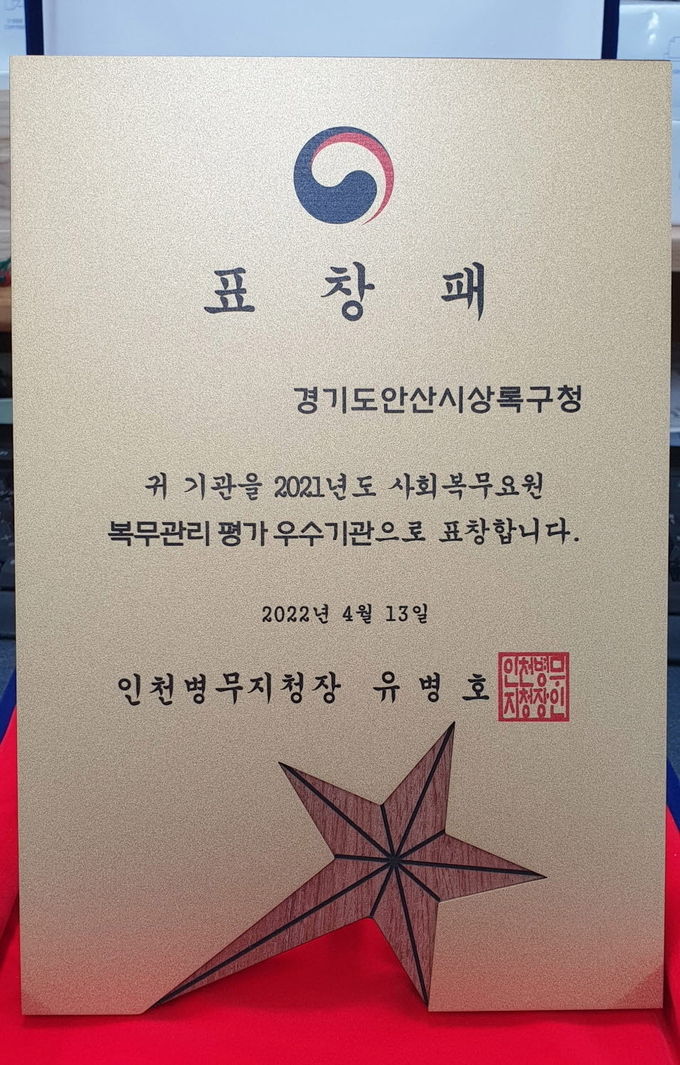 표 창 패
경기도안산시상록구청
귀 기관을 2021년도 사회복무요원
복무관리 평가 우수기관으로 표창합니다.
2022년 4월 13일
인천병무지청장 유 병 호
인천병무
지청장인